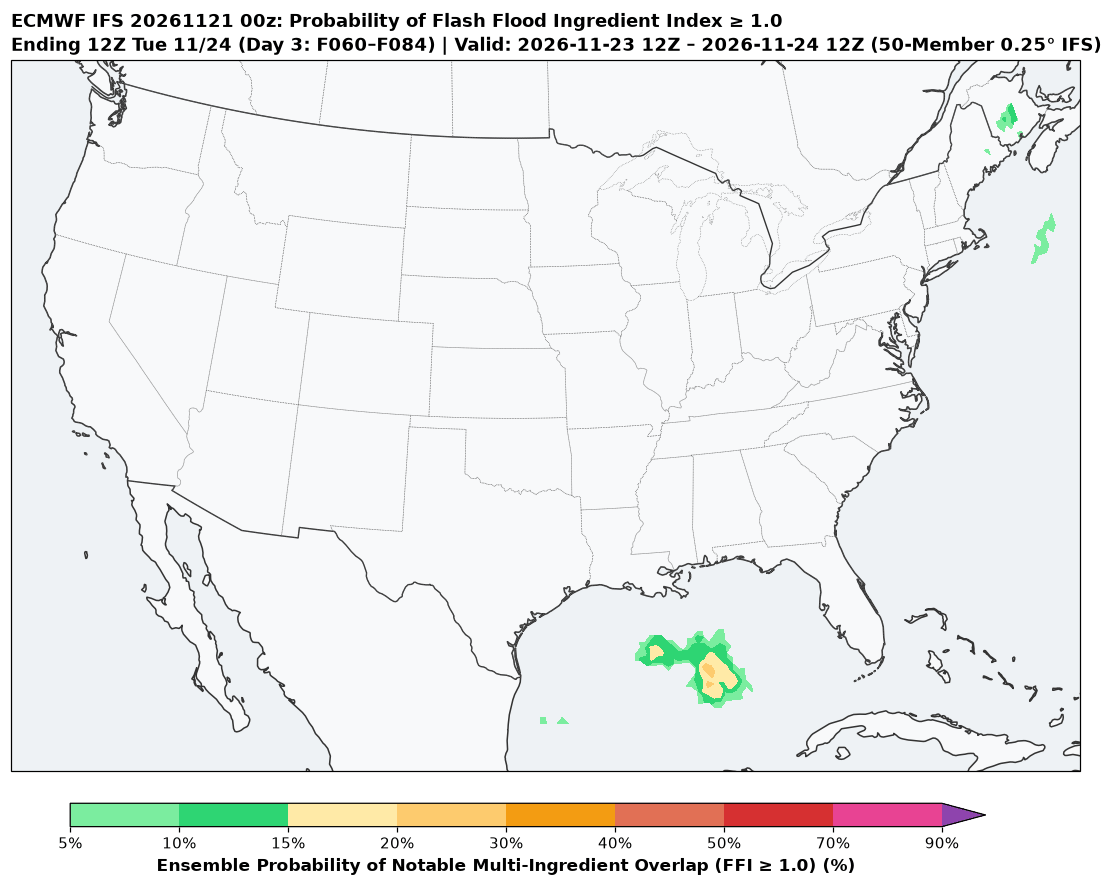 ECMWF IFS 20261121 00z: Probability of Flash Flood Ingredient Index ≥ 1.0
Ending 12Z Tue 11/24 (Day 3: F060–F084) | Valid: 2026-11-23 12Z – 2026-11-24 12Z (50-Member 0.25° IFS)
5% 10% 15% 20% 30% 40% 50% 70% 90%
Ensemble Probability of Notable Multi-Ingredient Overlap (FFI ≥ 1.0) (%)